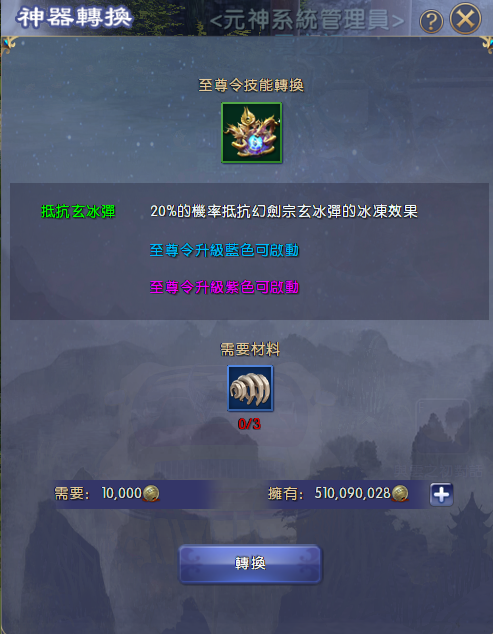 神器轉換
<元神系統管理員>
?
至尊令技能轉換
抵抗玄冰彈 20%的機率抵抗幻劍宗玄冰彈的冰凍效果
至尊令升級藍色可啟動
至尊令升級紫色可啟動
需要材料
0/3
需要: 10,000 擁有: 510,090,028
轉換